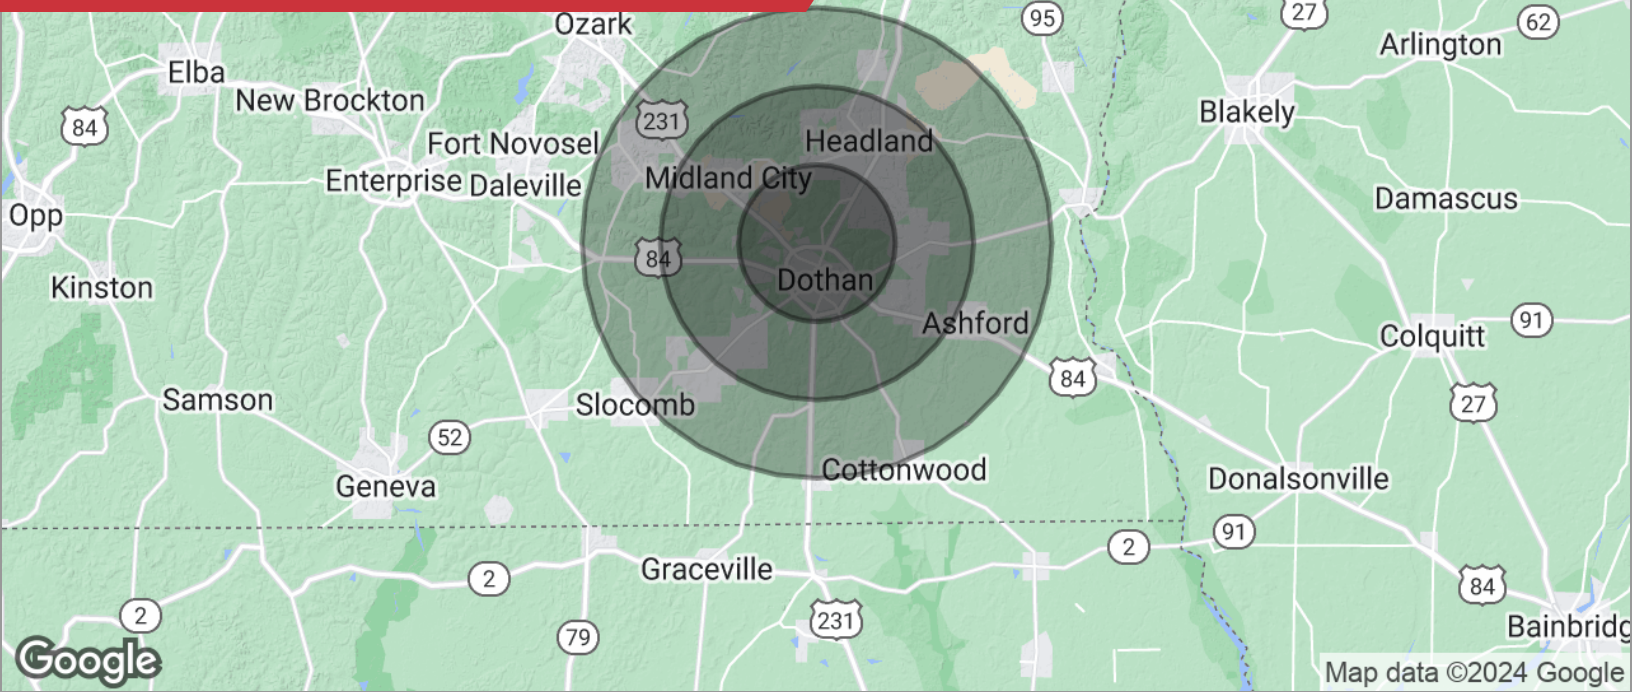 Ozark
95
27
62
Arlington
Elba
New Brockton
84
231
Blakely
Fort Novosel
Headland
Enterprise
Daleville
Midland City
Damascus
Opp
84
Kinston
Dothan
Ashford
Colquitt
91
84
Samson
Slocomb
27
52
Geneva
Cottonwood
Donalsonville
91
2
Graceville
2
84
2
231
79
Bainbridg
Google
Map data ©2024 Google